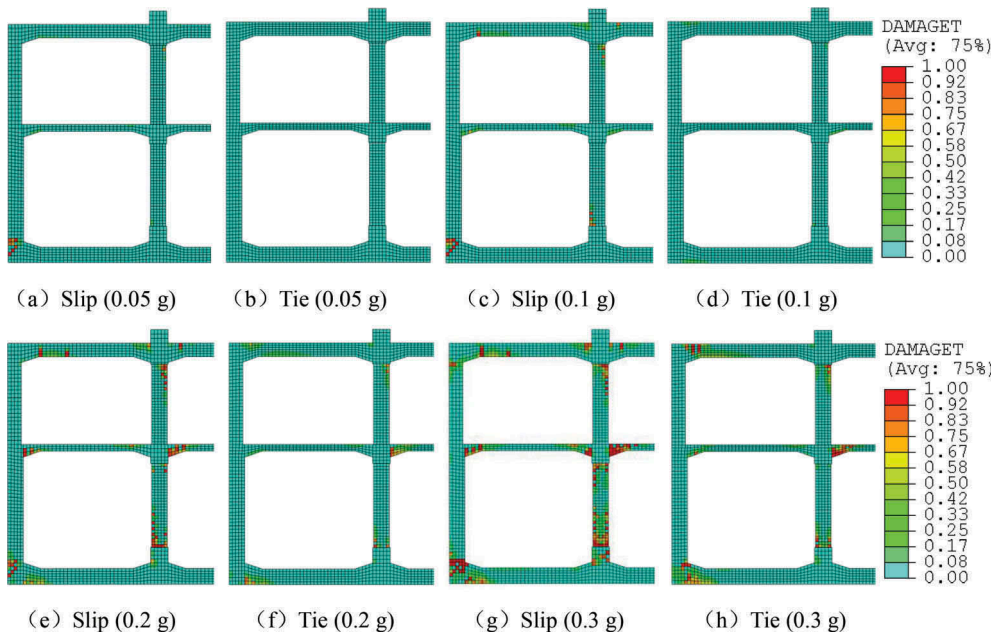 DAMAGET
(Avg: 75%)
1.00
0.92
0.83
0.75
0.67
0.58
0.50
0.42
0.33
0.25
0.17
0.08
0.00
(a) Slip (0.05 g)
(b) Tie (0.05 g)
(c) Slip (0.1 g)
(d) Tie (0.1 g)
DAMAGET
(Avg: 75%)
1.00
0.92
0.83
0.75
0.67
0.58
0.50
0.42
0.33
0.25
0.17
0.08
0.00
(e) Slip (0.2 g)
(f) Tie (0.2 g)
(g) Slip (0.3 g)
(h) Tie (0.3 g)